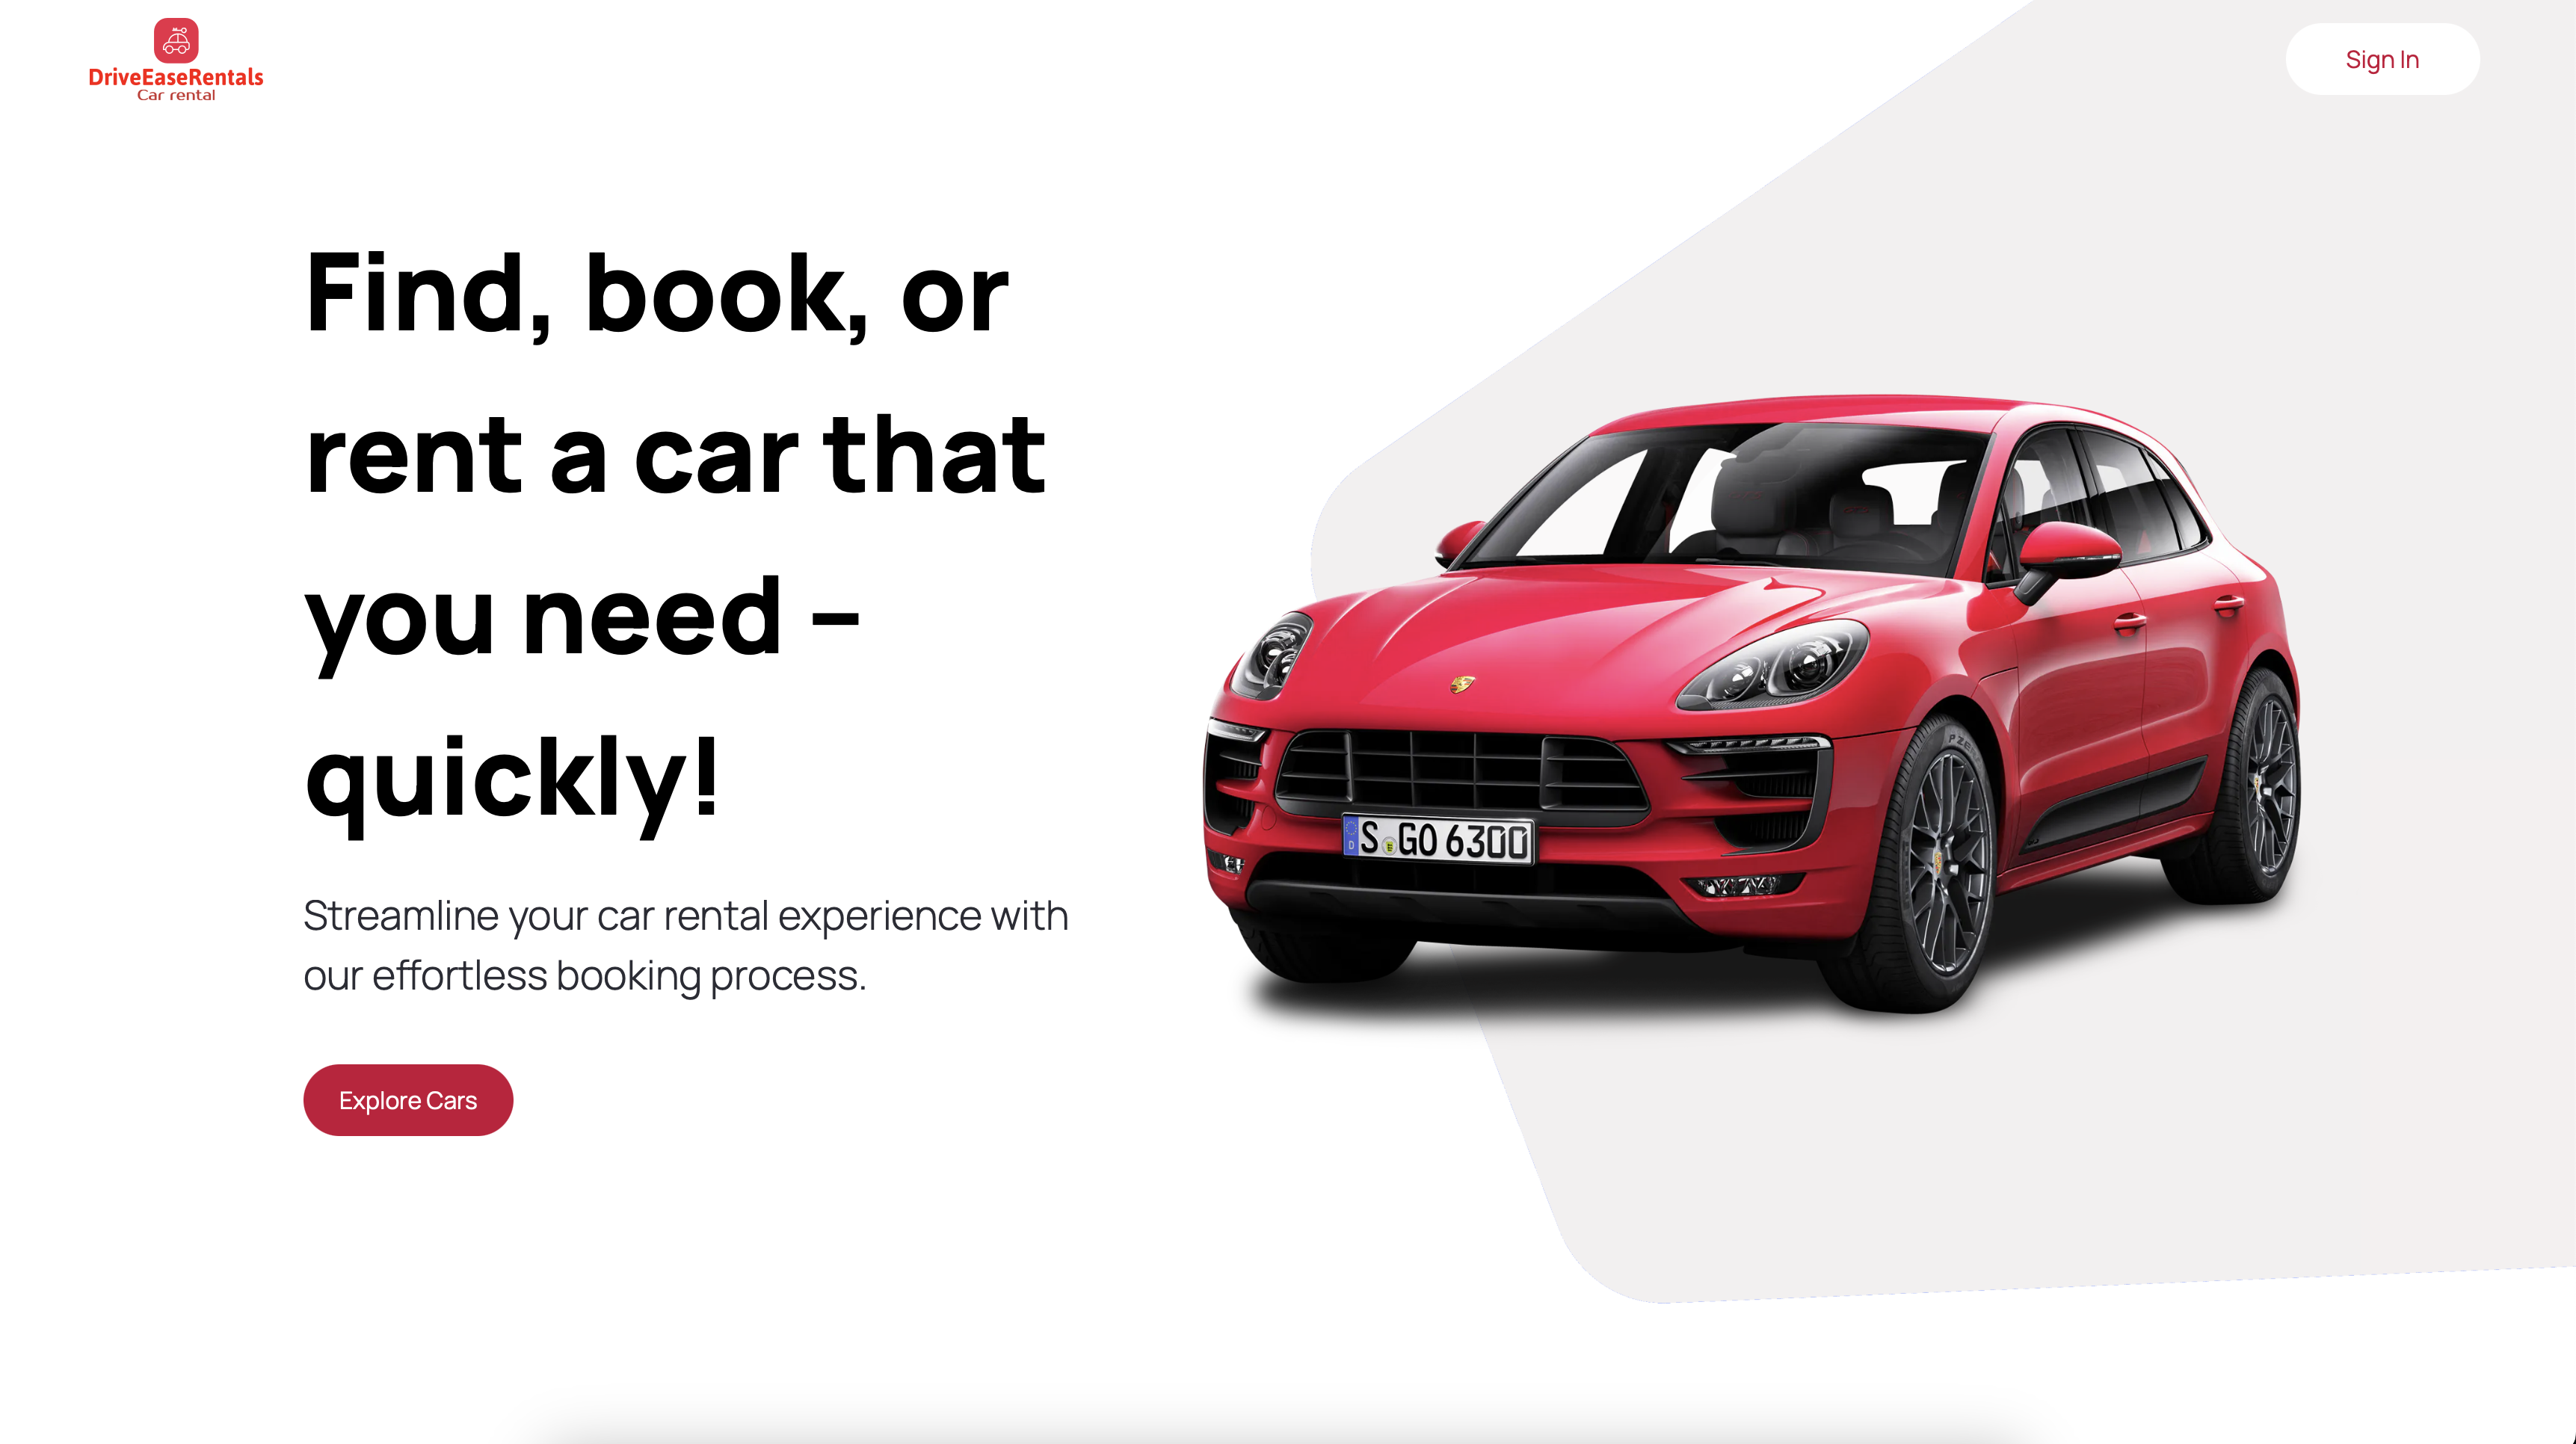 DriveEaseRentals
Car rental
Sign In
Find, book, or
rent a car that
you need –
quickly!
Streamline your car rental experience with
our effortless booking process.
Explore Cars
S GO 6300
D